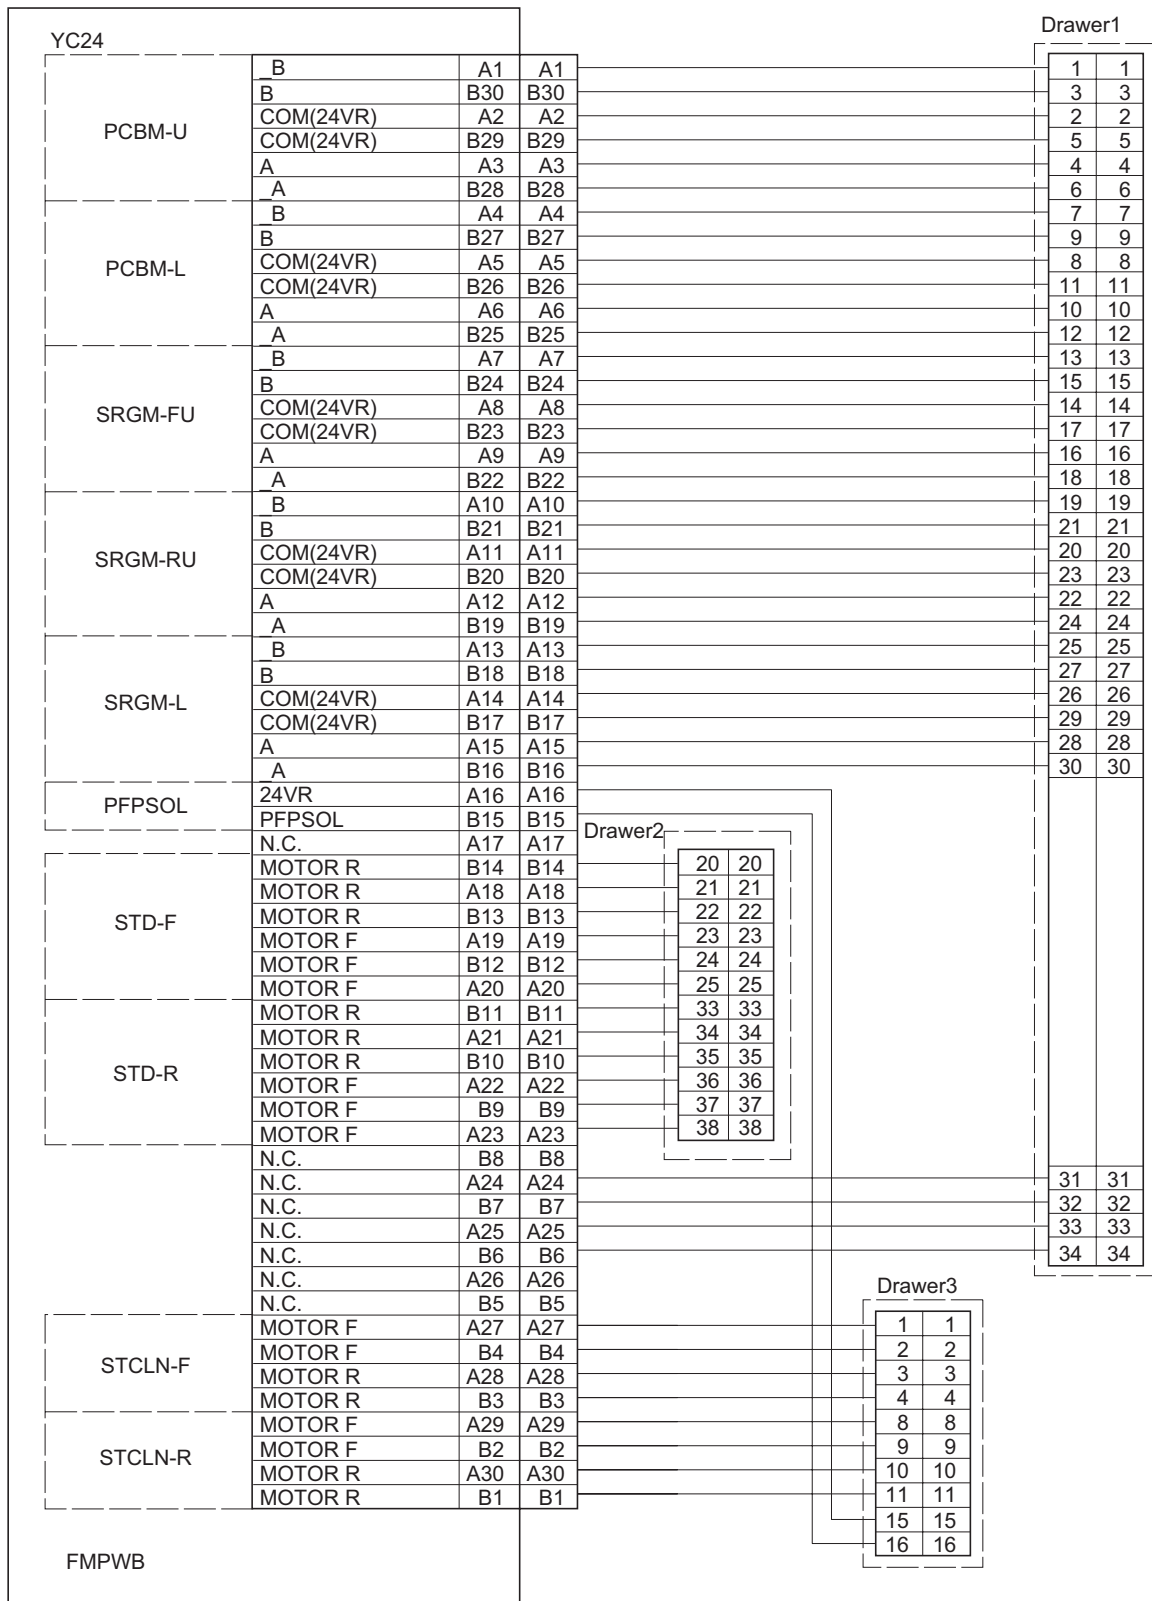 Drawer1
YC24
_B A1 A1 1 1
B B30 B30 3 3
COM(24VR) A2 A2 2 2
PCBM-U
COM(24VR) B29 B29 5 5
A A3 A3 4 4
_A B28 B28 6 6
_B A4 A4 7 7
B B27 B27 9 9
COM(24VR) A5 A5 8 8
PCBM-L
COM(24VR) B26 B26 11 11
A A6 A6 10 10
_A B25 B25 12 12
_B A7 A7 13 13
B B24 B24 15 15
COM(24VR) A8 A8 14 14
SRGM-FU
COM(24VR) B23 B23 17 17
A A9 A9 16 16
_A B22 B22 18 18
_B A10 A10 19 19
B B21 B21 21 21
COM(24VR) A11 A11 20 20
SRGM-RU
COM(24VR) B20 B20 23 23
A A12 A12 22 22
_A B19 B19 24 24
_B A13 A13 25 25
B B18 B18 27 27
COM(24VR) A14 A14 26 26
SRGM-L
COM(24VR) B17 B17 29 29
A A15 A15 28 28
_A B16 B16 30 30
24VR A16 A16
PFPSOL
PFPSOL B15 B15
Drawer2
N.C. A17 A17
MOTOR R B14 B14 20 20
MOTOR R A18 A18 21 21
MOTOR R B13 B13 22 22
STD-F
MOTOR F A19 A19 23 23
MOTOR F B12 B12 24 24
MOTOR F A20 A20 25 25
MOTOR R B11 B11 33 33
MOTOR R A21 A21 34 34
MOTOR R B10 B10 35 35
STD-R
MOTOR F A22 A22 36 36
MOTOR F B9 B9 37 37
MOTOR F A23 A23 38 38
N.C. B8 B8
N.C. A24 A24 31 31
N.C. B7 B7 32 32
N.C. A25 A25 33 33
N.C. B6 B6 34 34
N.C. A26 A26
Drawer3
N.C. B5 B5
MOTOR F A27 A27 1 1
MOTOR F B4 B4 2 2
STCLN-F
MOTOR R A28 A28 3 3
MOTOR R B3 B3 4 4
MOTOR F A29 A29 8 8
MOTOR F B2 B2 9 9
STCLN-R
MOTOR R A30 A30 10 10
MOTOR R B1 B1 11 11
15 15
16 16
FMPWB